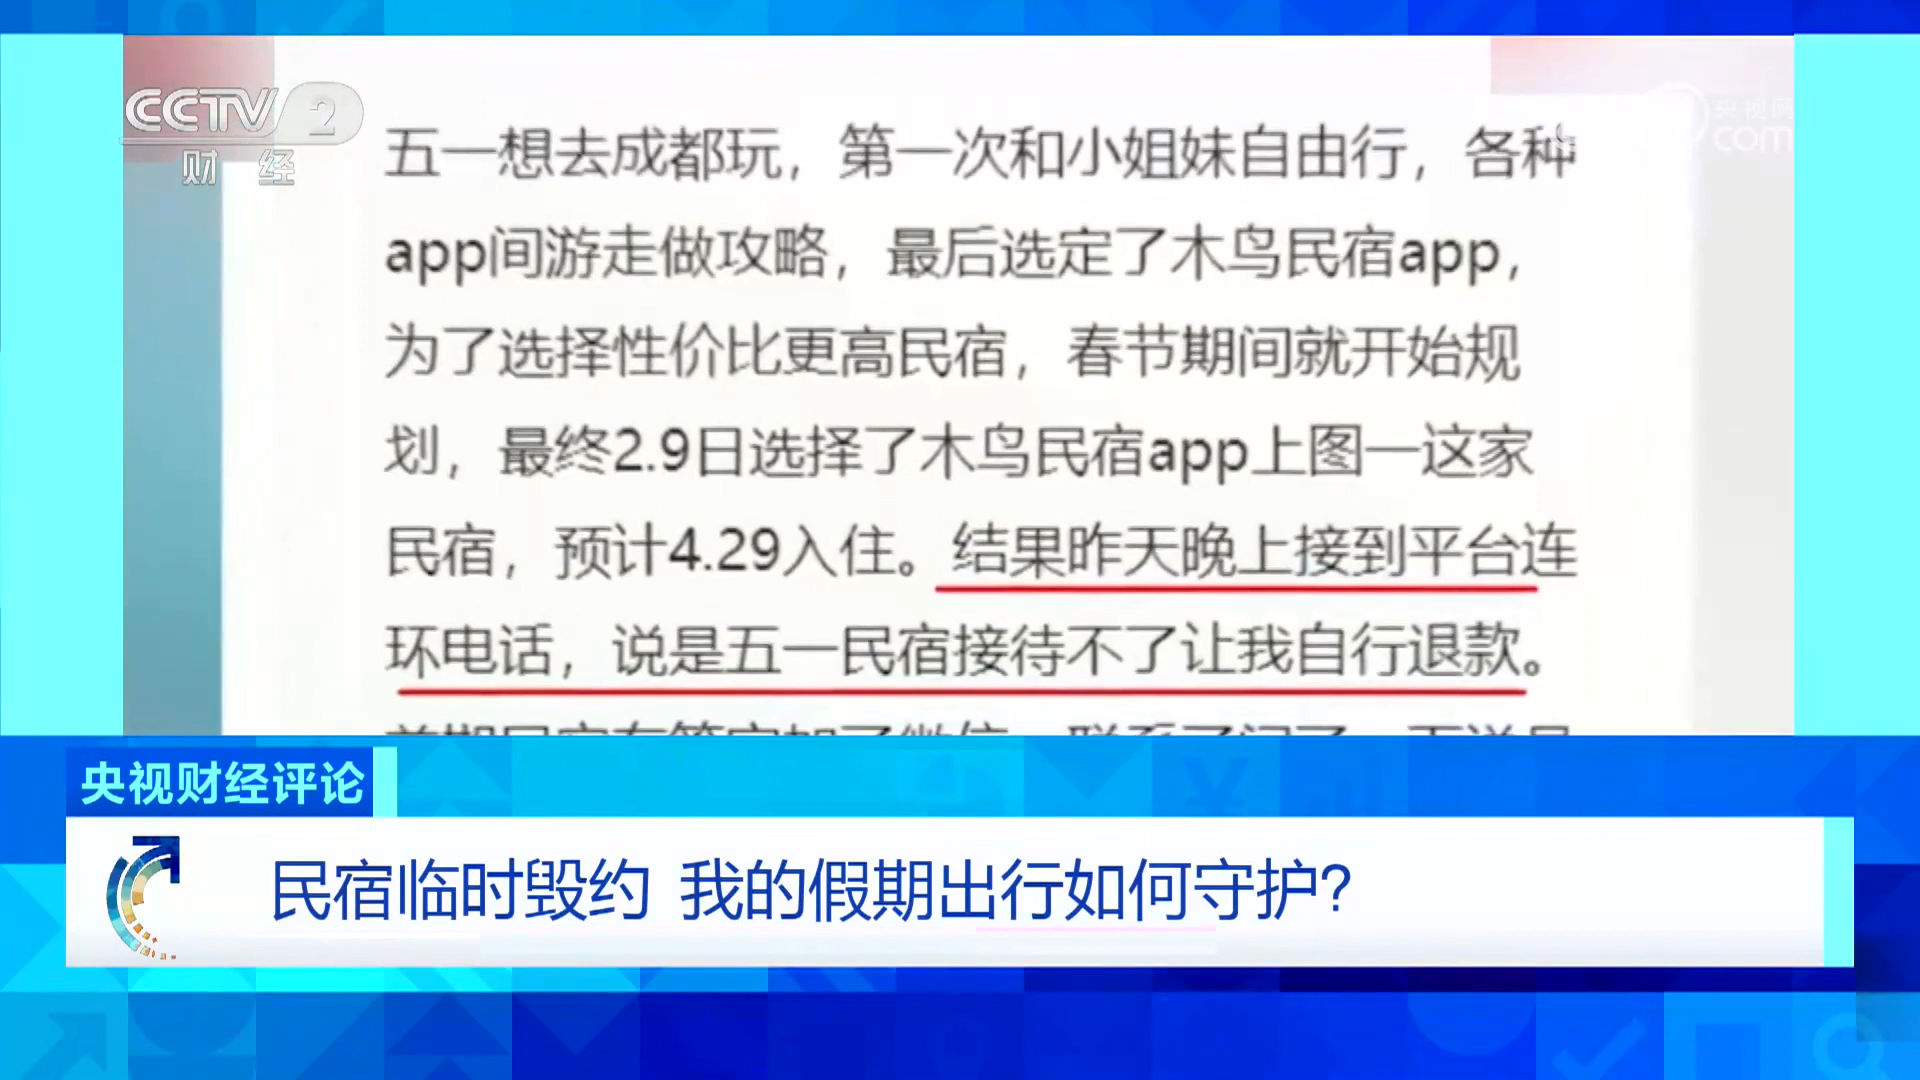 CCTV 2
财 经
央视网
com
五一想去成都玩，第一次和小姐妹自由行，各种
app间游走做攻略，最后选定了木鸟民宿app，
为了选择性价比更高民宿，春节期间就开始规
划，最终2.9日选择了木鸟民宿app上图一这家
民宿，预计4.29入住。结果昨天晚上接到平台连
环电话，说是五一民宿接待不了让我自行退款。
央视财经评论
民宿临时毁约 我的假期出行如何守护?